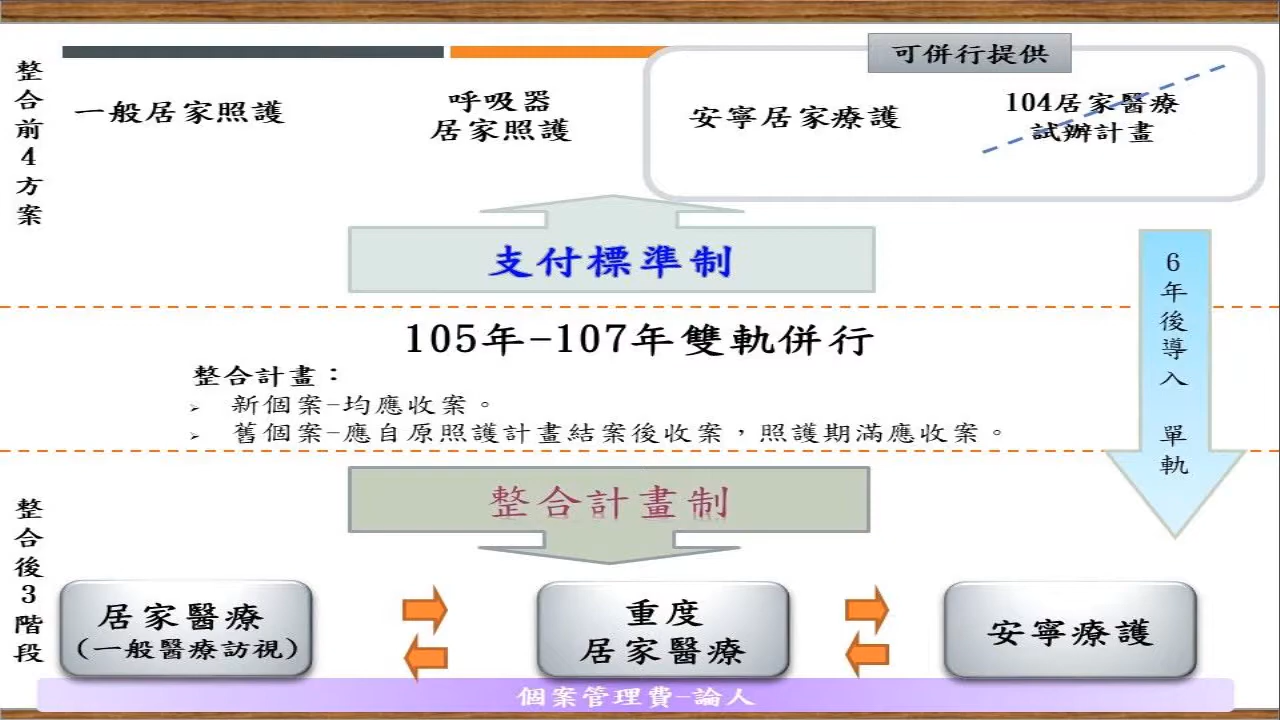 整合前4方案
一般居家照護
呼吸器
居家照護
可併行提供
安寧居家療護
104居家醫療
試辦計畫
支付標準制
6年後導入 單軌
105年-107年雙軌併行
整合計畫：
新個案-均應收案。
舊個案-應自原照護計畫結案後收案，照護期滿應收案。
整合計畫制
整合後3階段
居家醫療
(一般醫療訪視)
重度
居家醫療
安寧療護
個案管理費-論人